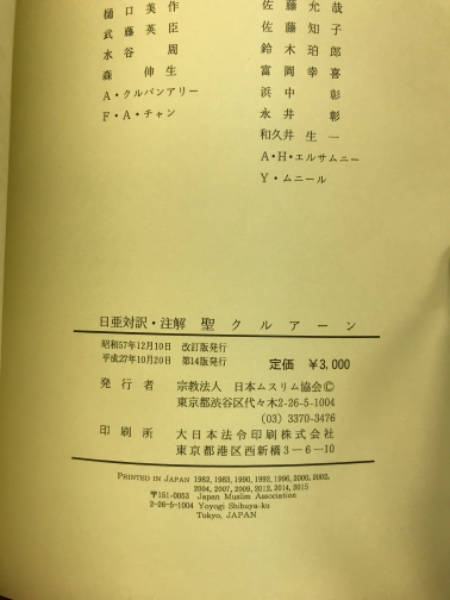 樋口美作
武藤英臣
水谷 周
森 伸生
A・クルバンアリー
F・A・チャン
佐藤允哉
佐藤知子
鈴木珀郎
富岡幸喜
浜中 彰
永井 彰
和久井生一
A・H・エルサムニー
Y・ムニール
日亜対訳・注解 聖クルアーン
昭和57年12月10日 改訂版発行
平成27年10月20日 第14版発行
定価 ￥3,000
発行者 宗教法人 日本ムスリム協会©
東京都渋谷区代々木2-26-5-1004
(03) 3370-3476
印刷所 大日本法令印刷株式会社
東京都港区西新橋3-6-10
PRINTED IN JAPAN 1982, 1983, 1990, 1992, 1996, 2000, 2002,
2004, 2007, 2009, 2012, 2014, 2015
〒151-0053 Japan Muslim Association
2-26-5-1004 Yoyogi Shibuya-ku
Tokyo, JAPAN